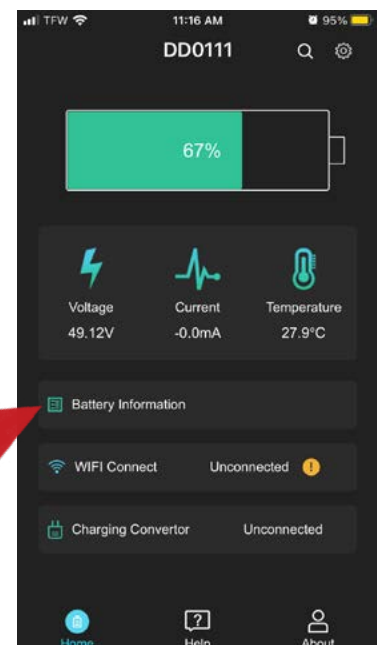 TFW 11:16 AM 95%
DD0111
67%
Voltage Current Temperature
49.12V -0.0mA 27.9°C
Battery Information
WIFI Connect Unconnected !
Charging Convertor Unconnected
?
Home Help About